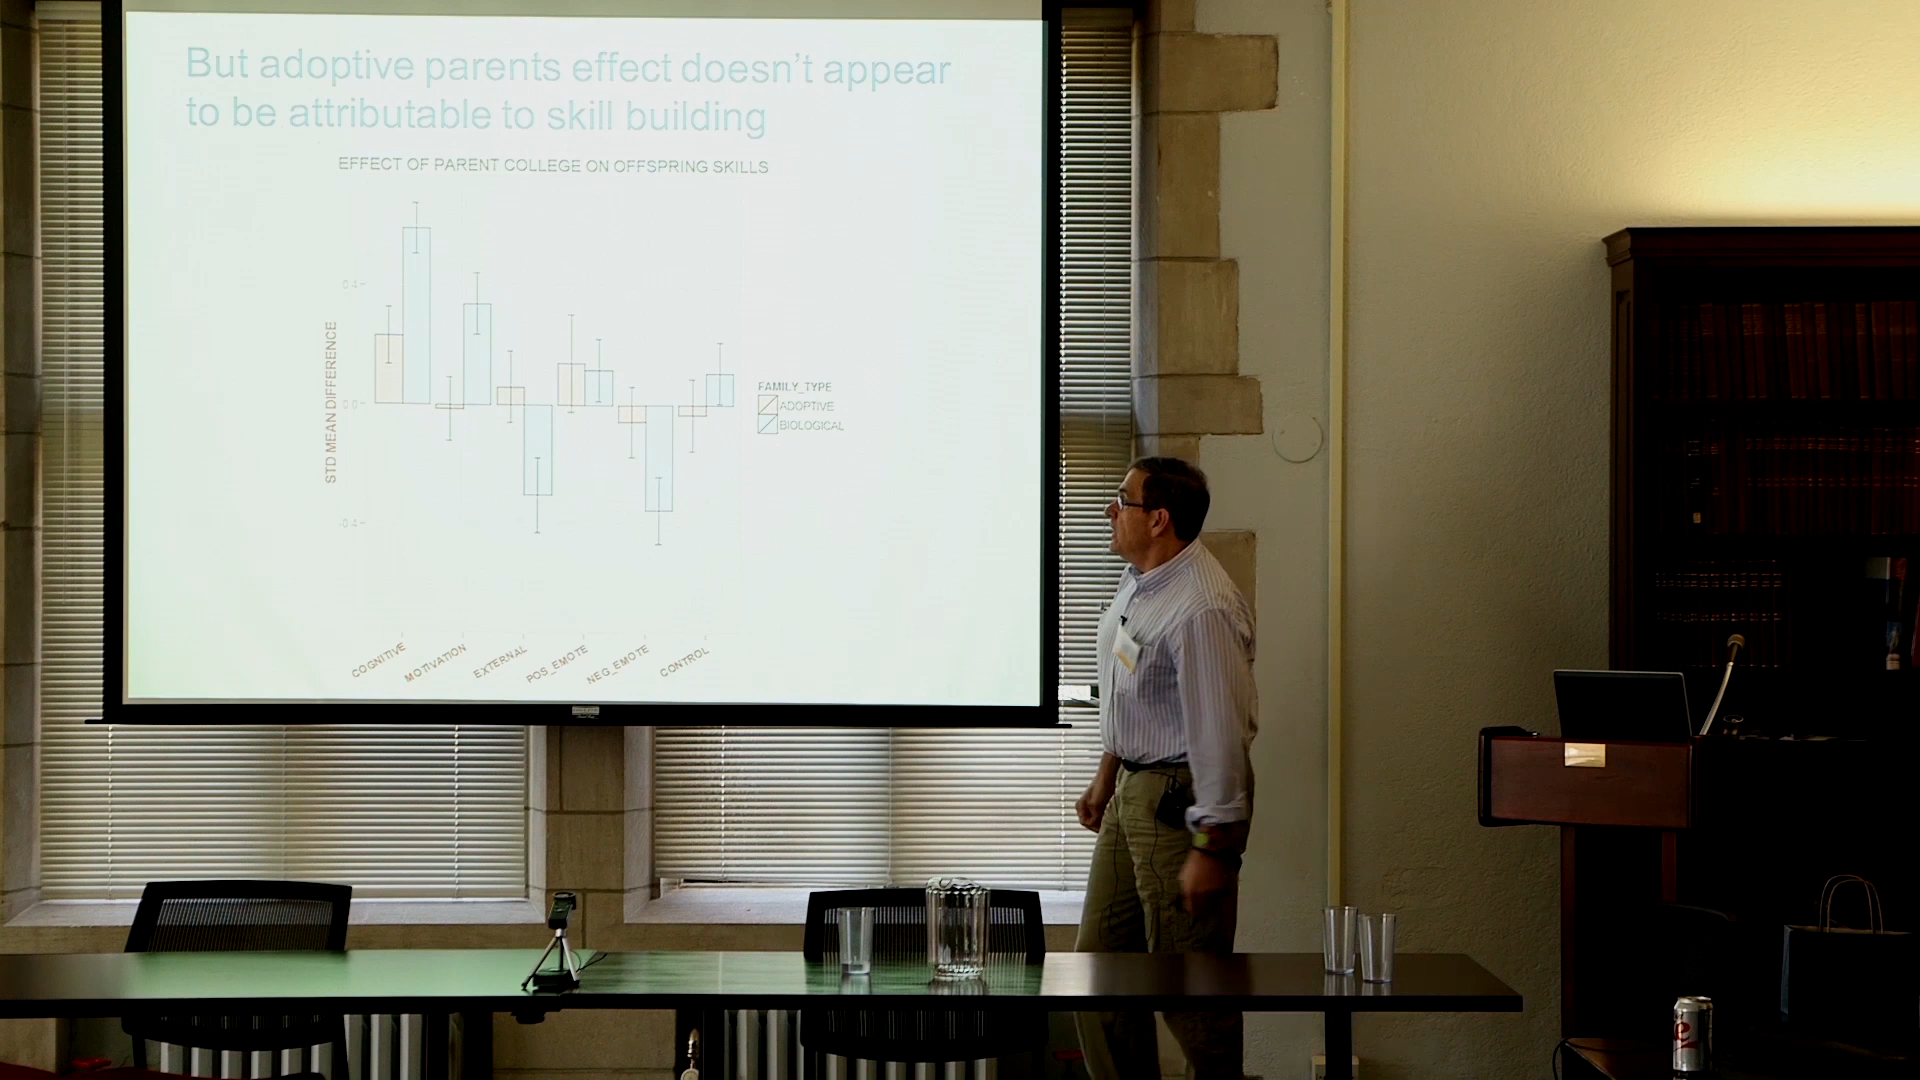 But adoptive parents effect doesn't appear
to be attributable to skill building
EFFECT OF PARENT COLLEGE ON OFFSPRING SKILLS
STD MEAN DIFFERENCE
0.4
0.0
-0.4
COGNITIVE
MOTIVATION
EXTERNAL
POS_EMOTE
NEG_EMOTE
CONTROL
FAMILY_TYPE
ADOPTIVE
BIOLOGICAL